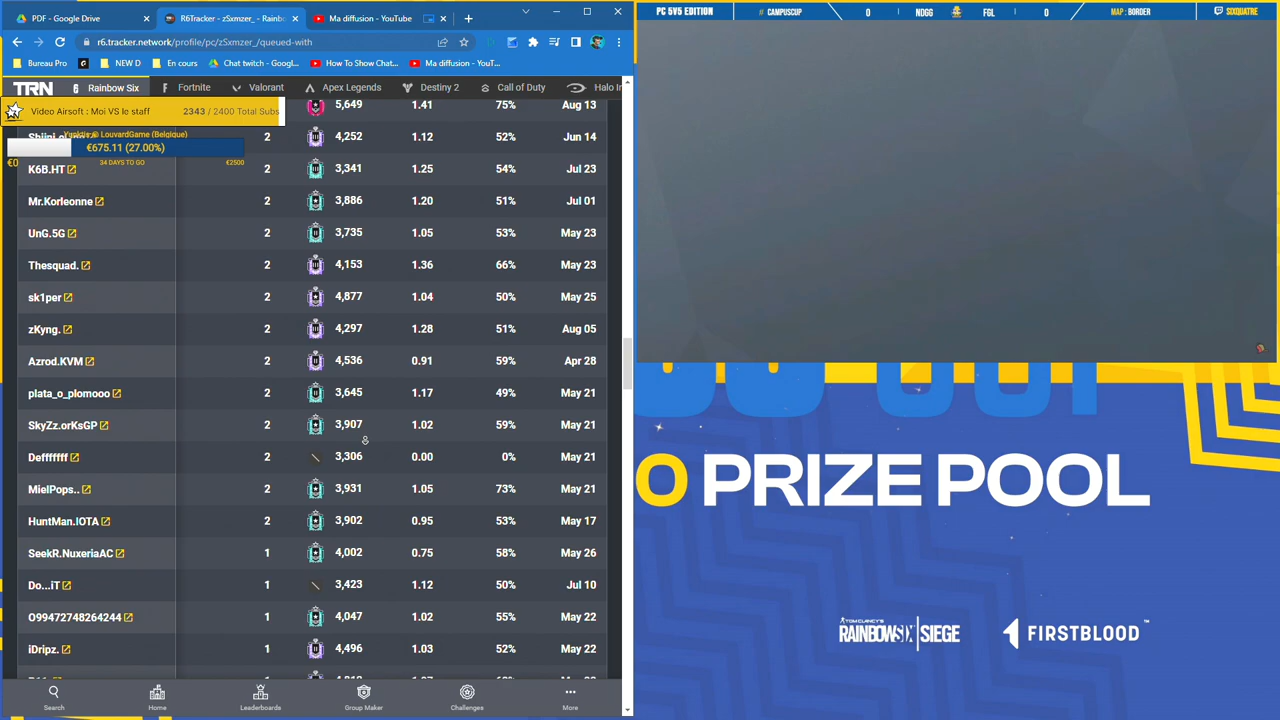 PDF - Google Drive
R6Tracker - zSxmzer_ - Rainbo
Ma diffusion - YouTube
r6.tracker.network/profile/pc/zSxmzer_/queued-with
Bureau Pro
NEW D
En cours
Chat twitch - Googl...
How To Show Chat...
Ma diffusion - YouT...
TRN
Rainbow Six
Fortnite
Valorant
Apex Legends
Destiny 2
Call of Duty
Halo In
Video Airsoft : Moi VS le staff 2343 / 2400 Total Subs
@ LouvardGame (Belgique)
€675.11 (27.00%)
€0 34 DAYS TO GO €2500
5,649 1.41 75% Aug 13
2 4,252 1.12 52% Jun 14
K6B.HT 2 3,341 1.25 54% Jul 23
Mr.Korleonne 2 3,886 1.20 51% Jul 01
UnG.5G 2 3,735 1.05 53% May 23
Thesquad. 2 4,153 1.36 66% May 23
sk1per 2 4,877 1.04 50% May 25
zKyng. 2 4,297 1.28 51% Aug 05
Azrod.KVM 2 4,536 0.91 59% Apr 28
plata_o_plomooo 2 3,645 1.17 49% May 21
SkyZz.orKsGP 2 3,907 1.02 59% May 21
Defffffff 2 3,306 0.00 0% May 21
MielPops.. 2 3,931 1.05 73% May 21
HuntMan.IOTA 2 3,902 0.95 53% May 17
SeekR.NuxeriaAC 1 4,002 0.75 58% May 26
Do...iT 1 3,423 1.12 50% Jul 10
O99472748264244 1 4,047 1.02 55% May 22
iDripz. 1 4,496 1.03 52% May 22
Search
Home
Leaderboards
Group Maker
Challenges
More
PC 5V5 EDITION
# CAMPUSCUP
0
NDGG
FGL
0
MAP : BORDER
SIXQUATRE
0 PRIZE POOL
TOM CLANCY'S
RAINBOWSIX | SIEGE
FIRSTBLOOD™